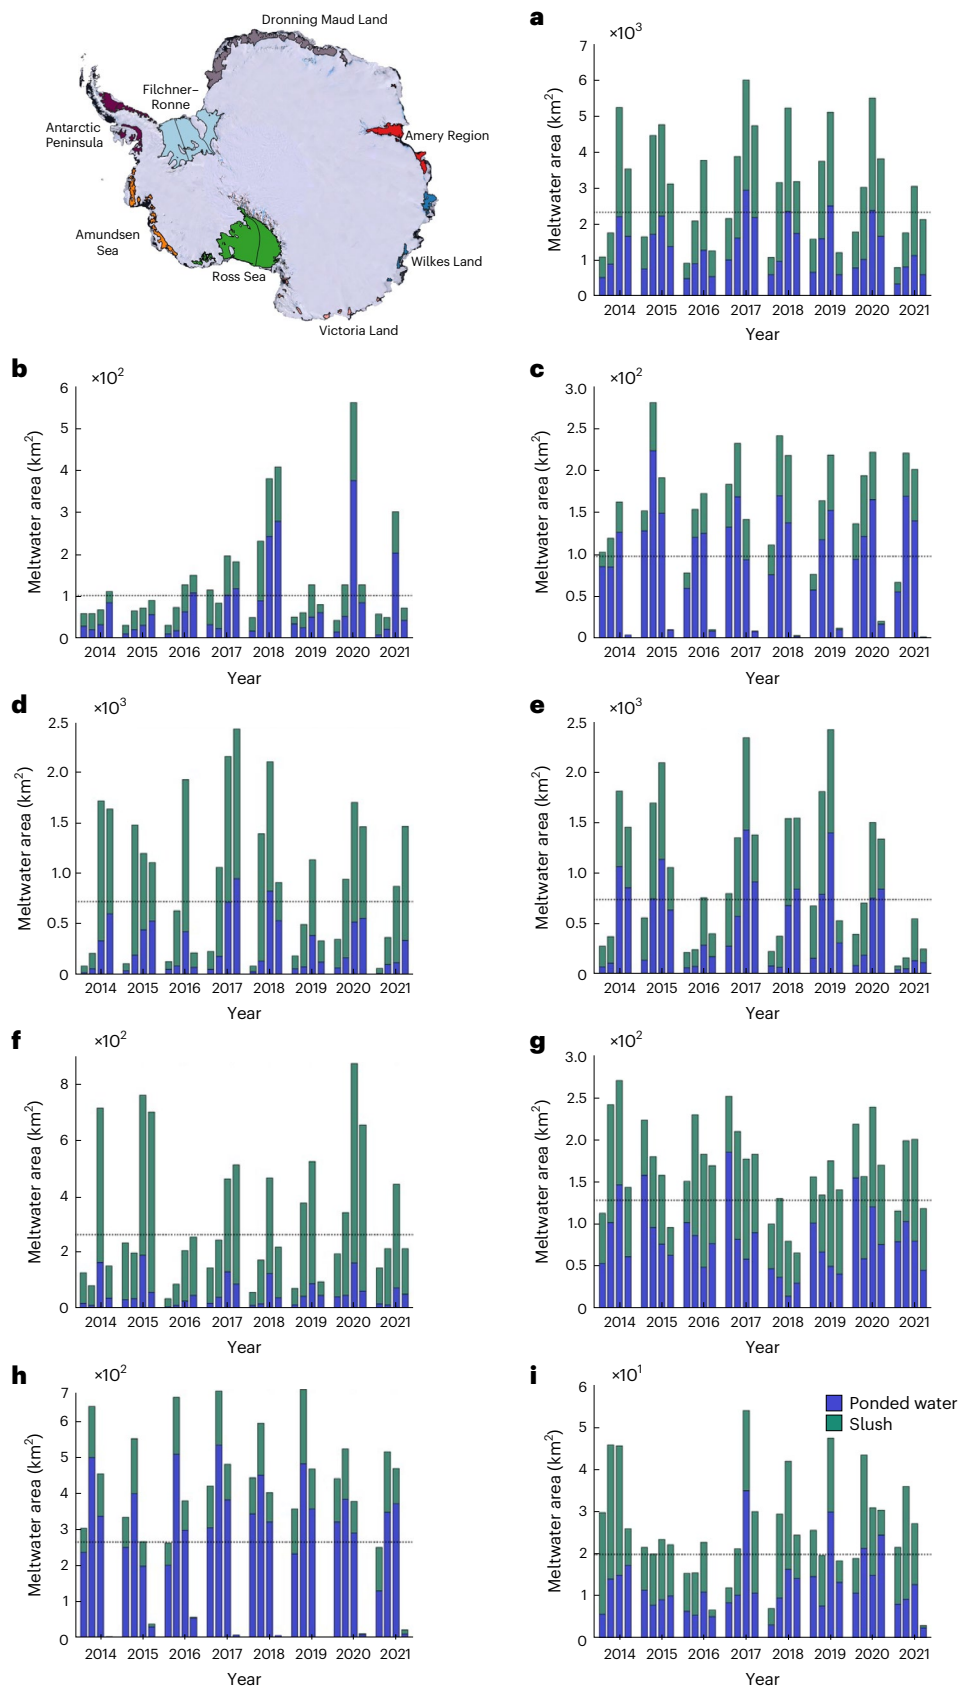 Dronning Maud Land
Filchner–
Ronne
Antarctic
Peninsula
Amery Region
Amundsen
Sea
Ross Sea
Wilkes Land
Victoria Land
a
×10³
Meltwater area (km²)
7
6
5
4
3
2
1
0
2014 2015 2016 2017 2018 2019 2020 2021
Year
b
×10²
Meltwater area (km²)
6
5
4
3
2
1
0
2014 2015 2016 2017 2018 2019 2020 2021
Year
c
×10²
Meltwater area (km²)
3.0
2.5
2.0
1.5
1.0
0.5
0
2014 2015 2016 2017 2018 2019 2020 2021
Year
d
×10³
Meltwater area (km²)
2.5
2.0
1.5
1.0
0.5
0
2014 2015 2016 2017 2018 2019 2020 2021
Year
e
×10³
Meltwater area (km²)
2.5
2.0
1.5
1.0
0.5
0
2014 2015 2016 2017 2018 2019 2020 2021
Year
f
×10²
Meltwater area (km²)
8
6
4
2
0
2014 2015 2016 2017 2018 2019 2020 2021
Year
g
×10²
Meltwater area (km²)
3.0
2.5
2.0
1.5
1.0
0.5
0
2014 2015 2016 2017 2018 2019 2020 2021
Year
h
×10²
Meltwater area (km²)
7
6
5
4
3
2
1
0
2014 2015 2016 2017 2018 2019 2020 2021
Year
i
×10¹
Meltwater area (km²)
6
5
4
3
2
1
0
Ponded water
Slush
2014 2015 2016 2017 2018 2019 2020 2021
Year